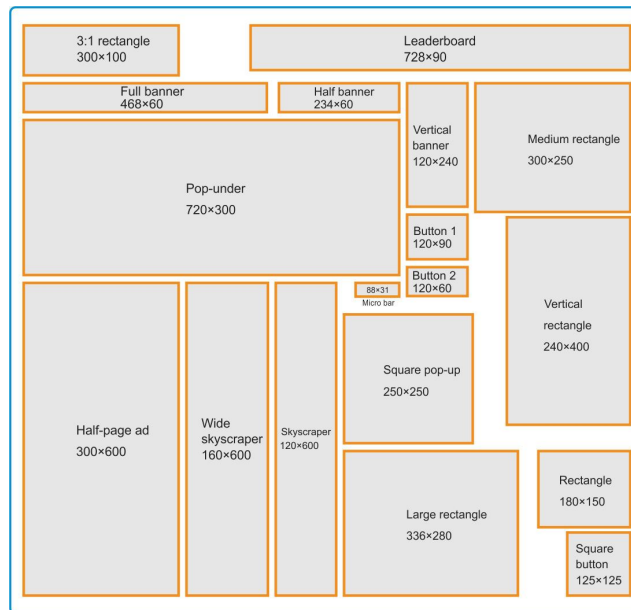 3:1 rectangle
300×100
Leaderboard
728×90
Full banner
468×60
Half banner
234×60
Vertical
banner
120×240
Medium rectangle
300×250
Pop-under
720×300
Button 1
120×90
Button 2
120×60
88×31
Micro bar
Vertical
rectangle
240×400
Square pop-up
250×250
Half-page ad
300×600
Wide
skyscraper
160×600
Skyscraper
120×600
Large rectangle
336×280
Rectangle
180×150
Square
button
125×125